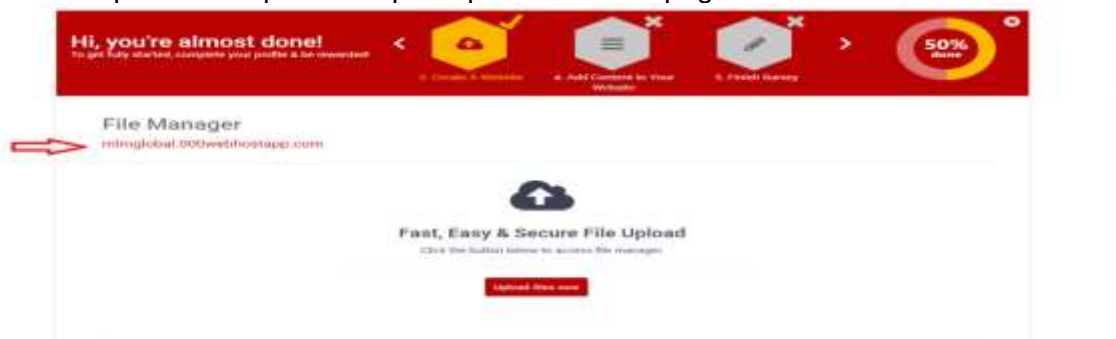 Hi, you're almost done!
To get fully started, complete your profile & be rewarded!
<
>
50%
done
3. Create A Website
4. Add Content to Your
Website
5. Finish Survey
File Manager
mlmglobal.000webhostapp.com
Fast, Easy & Secure File Upload
Click the button below to access file manager
Upload files now